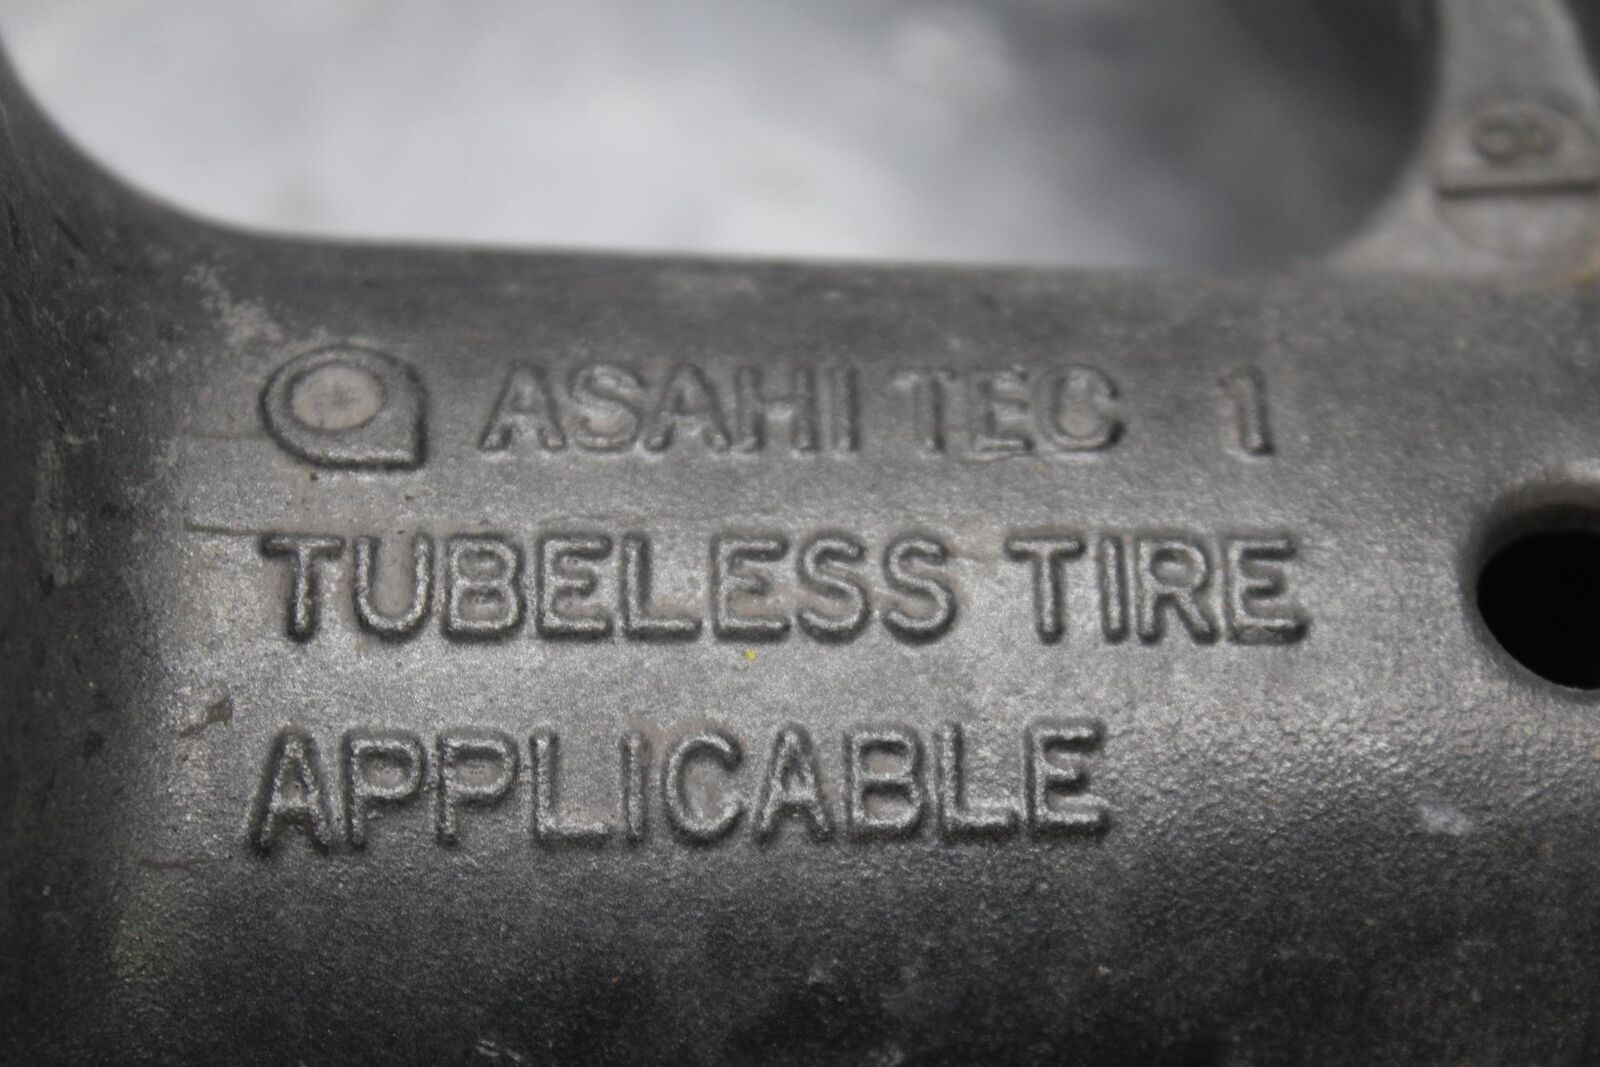 ASAHI TEC 1
TUBELESS TIRE
APPLICABLE